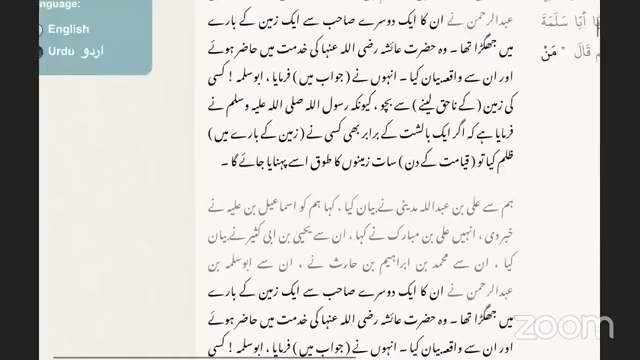 nguage:
English
Urdu اردو
عبدالرحمن نے ان کا ایک دوسرے صاحب سے ایک زمین کے بارے
میں جھگڑا تھا ۔ وہ حضرت عائشہ رضی اللہ عنہا کی خدمت میں حاضر ہوئے
اور ان سے واقعہ بیان کیا ۔ انہوں نے ( جواب میں ) فرمایا ، ابوسلمہ ! کسی
کی زمین ( کے ناحق لینے ) سے بچو ، کیونکہ رسول اللہ صلی اللہ علیہ وسلم نے
فرمایا ہے کہ اگر ایک بالشت کے برابر بھی کسی نے ( زمین کے بارے میں )
ظلم کیا تو ( قیامت کے دن ) سات زمینوں کا طوق اسے پہنایا جائے گا ۔
ہم سے علی بن عبداللہ مدینی نے بیان کیا ، کہا ہم کو اسماعیل بن علیہ نے
خبر دی ، انہیں علی بن مبارک نے کہا ، ان سے یحییٰ بن ابی کثیر نے بیان
کیا ، ان سے محمد بن ابراہیم بن حارث نے ، ان سے ابوسلمہ بن
عبدالرحمن نے ان کا ایک دوسرے صاحب سے ایک زمین کے بارے
میں جھگڑا تھا ۔ وہ حضرت عائشہ رضی اللہ عنہا کی خدمت میں حاضر ہوئے
اور ان سے واقعہ بیان کیا ۔ انہوں نے ( جواب میں ) فرمایا ، ابوسلمہ ! کسی
أَبَا سَلَمَةَ
قَالَ " مَنْ
zoom